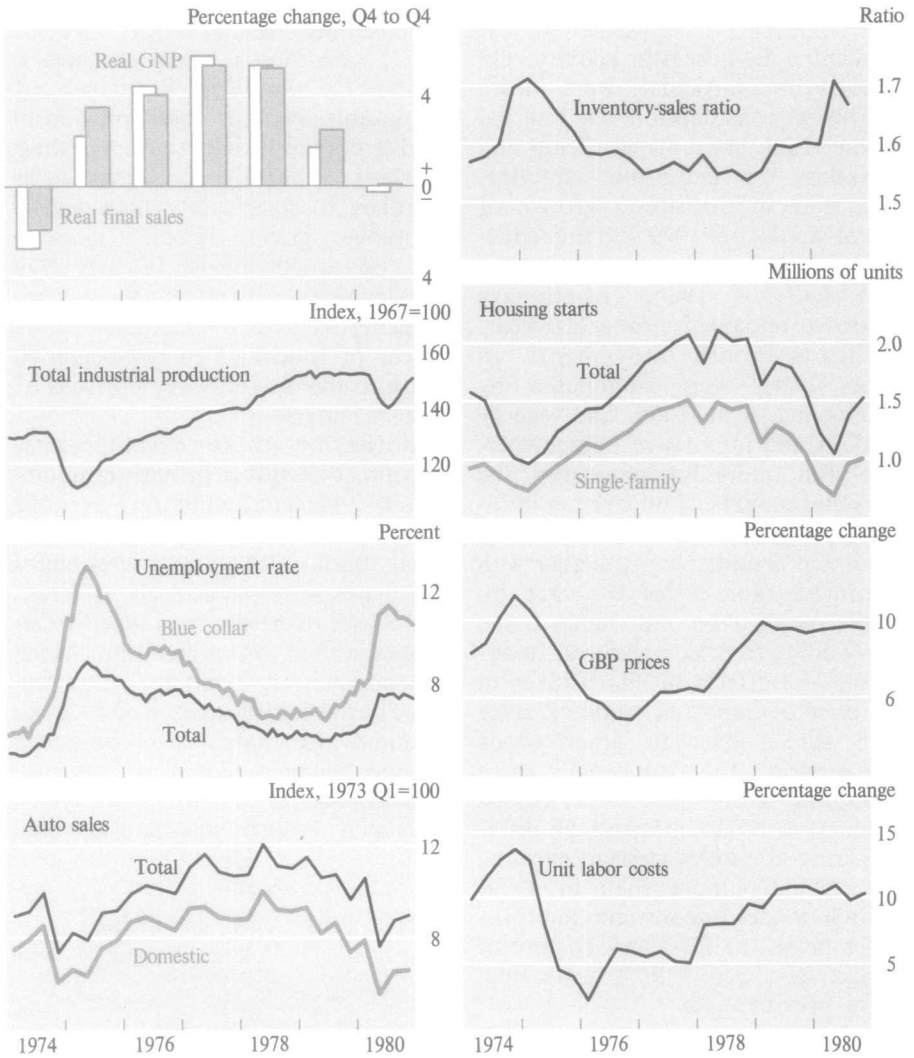 Percentage change, Q4 to Q4
Real GNP
4
+
0
−
Real final sales
4
Index, 1967=100
160
Total industrial production
140
120
Percent
Unemployment rate
12
Blue collar
8
Total
Index, 1973 Q1=100
Auto sales
12
Total
8
Domestic
1974
1976
1978
1980
Ratio
1.7
Inventory-sales ratio
1.6
1.5
Millions of units
Housing starts
Total
2.0
1.5
1.0
Single-family
Percentage change
10
GBP prices
6
Percentage change
15
Unit labor costs
10
5
1974
1976
1978
1980